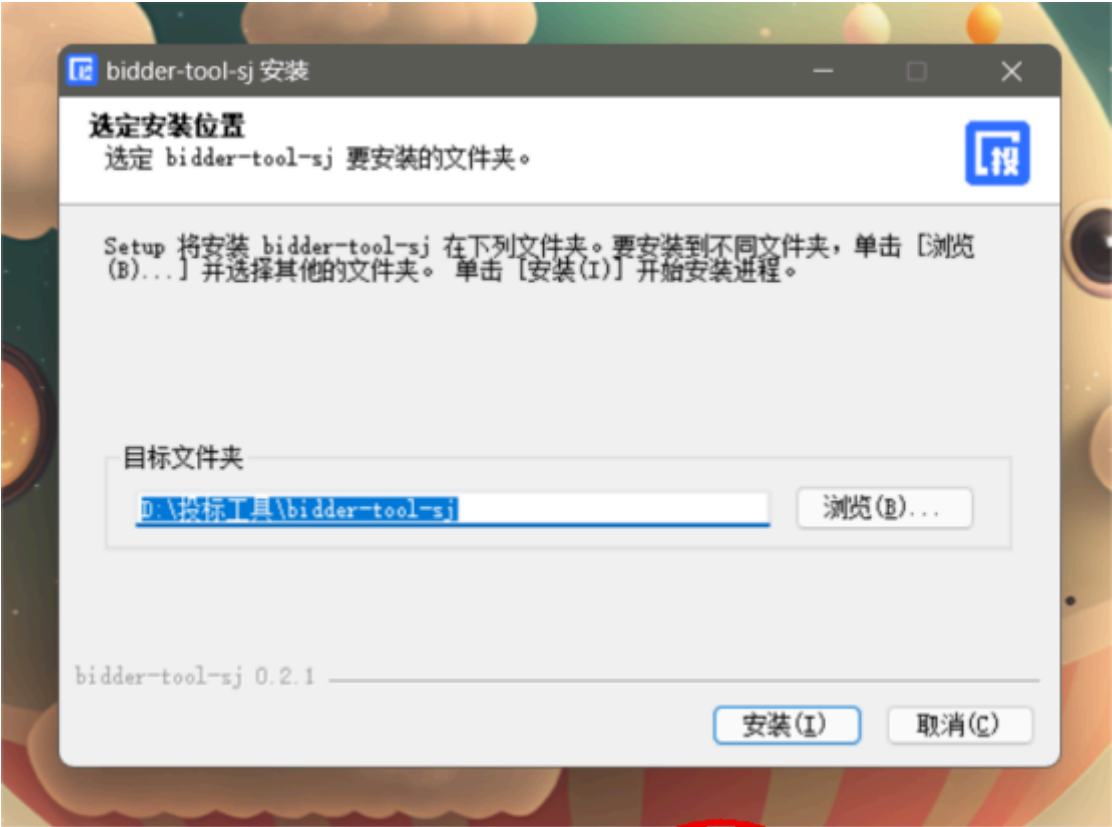 bidder-tool-sj 安装
选定安装位置
选定 bidder-tool-sj 要安装的文件夹。
投
Setup 将安装 bidder-tool-sj 在下列文件夹。要安装到不同文件夹，单击 [浏览
(B)...] 并选择其他的文件夹。 单击 [安装(I)] 开始安装进程。
目标文件夹
D:\投标工具\bidder-tool-sj
浏览(B)...
bidder-tool-sj 0.2.1
安装(I)
取消(C)